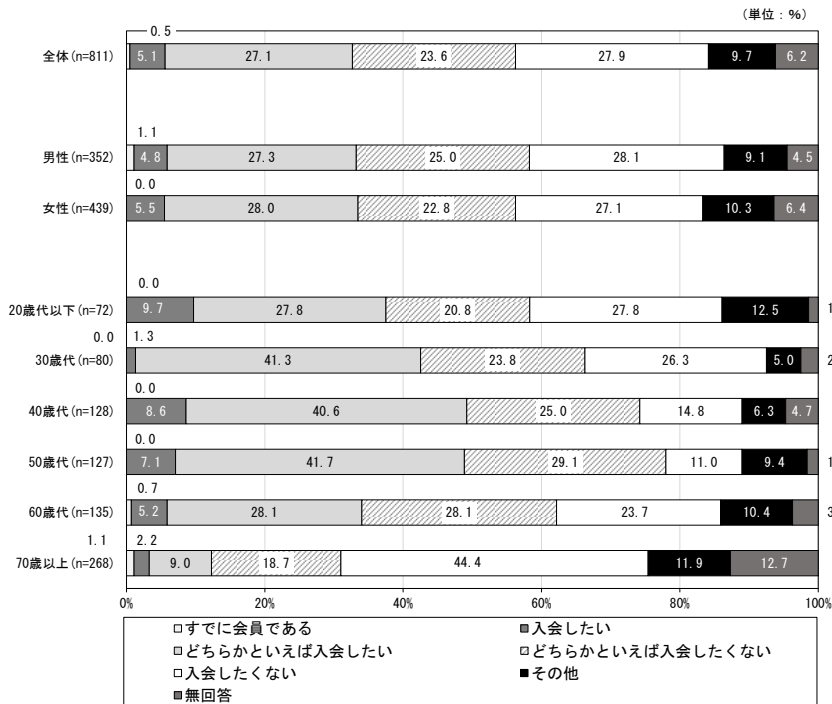 （単位：％）
0.5
全体(n=811) 5.1 27.1 23.6 27.9 9.7 6.2
1.1
男性(n=352) 4.8 27.3 25.0 28.1 9.1 4.5
0.0
女性(n=439) 5.5 28.0 22.8 27.1 10.3 6.4
0.0
20歳代以下(n=72) 9.7 27.8 20.8 27.8 12.5 1
0.0 1.3
30歳代(n=80) 41.3 23.8 26.3 5.0 2
0.0
40歳代(n=128) 8.6 40.6 25.0 14.8 6.3 4.7
0.0
50歳代(n=127) 7.1 41.7 29.1 11.0 9.4 1
0.7
60歳代(n=135) 5.2 28.1 28.1 23.7 10.4 3
1.1 2.2
70歳以上(n=268) 9.0 18.7 44.4 11.9 12.7
0% 20% 40% 60% 80% 100%
すでに会員である 入会したい
どちらかといえば入会したい どちらかといえば入会したくない
入会したくない その他
無回答